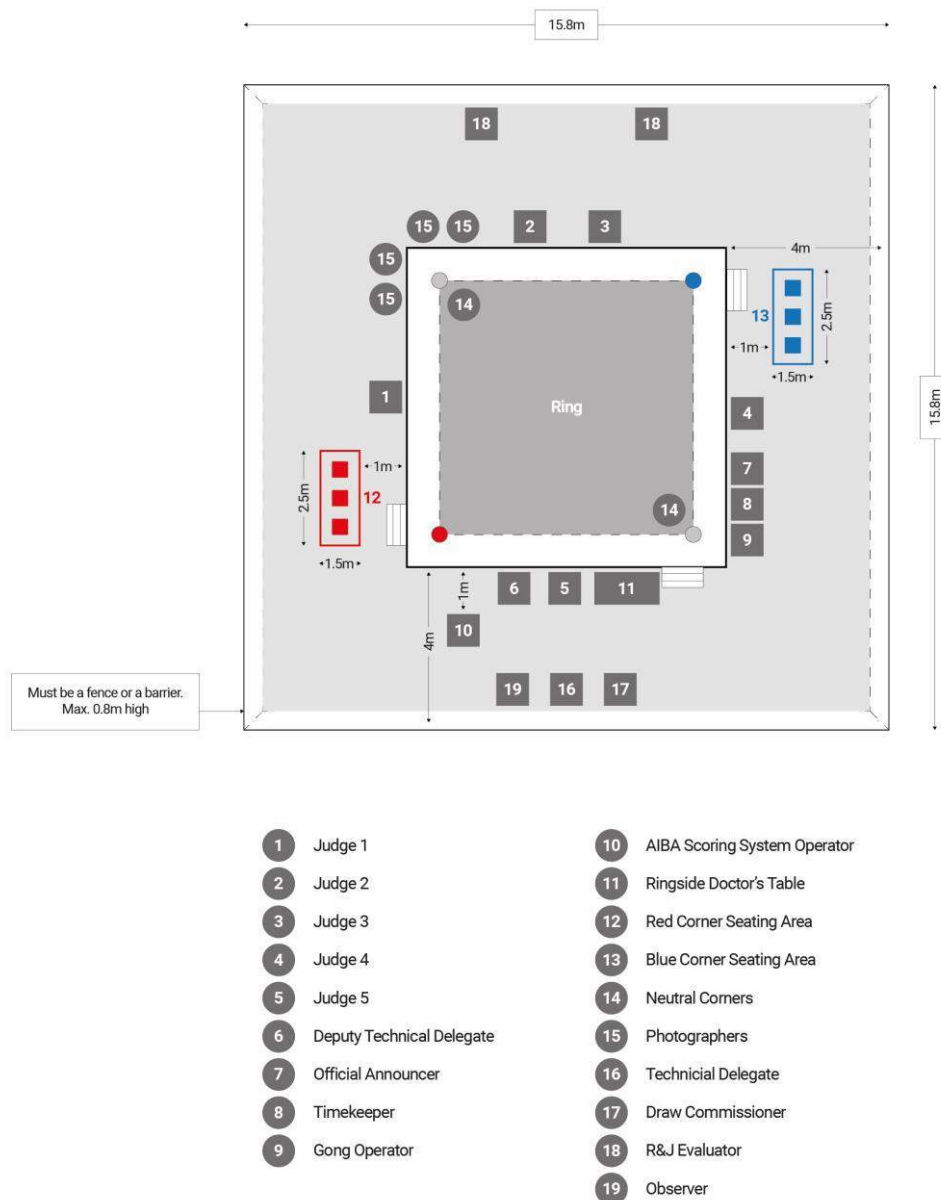 15.8m
18 18
15 15 2 3
15
4m
14
15
13
2.5m
1m
1.5m
1
Ring
4
15.8m
7
1m
12
2.5m
8
14
9
1.5m
1m
6 5 11
10
4m
19 16 17
Must be a fence or a barrier.
Max. 0.8m high
1 Judge 1
2 Judge 2
3 Judge 3
4 Judge 4
5 Judge 5
6 Deputy Technical Delegate
7 Official Announcer
8 Timekeeper
9 Gong Operator
10 AIBA Scoring System Operator
11 Ringside Doctor's Table
12 Red Corner Seating Area
13 Blue Corner Seating Area
14 Neutral Corners
15 Photographers
16 Technicial Delegate
17 Draw Commissioner
18 R&J Evaluator
19 Observer